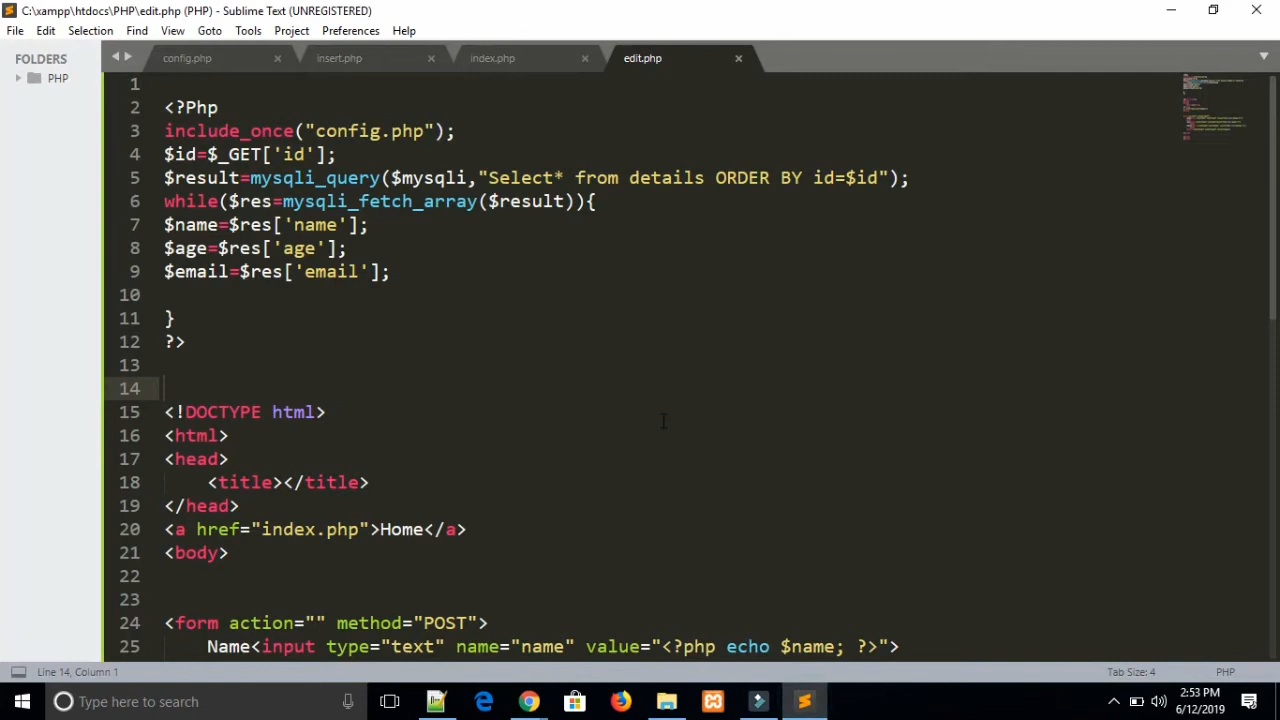 C:\xampp\htdocs\PHP\edit.php (PHP) - Sublime Text (UNREGISTERED)
File Edit Selection Find View Goto Tools Project Preferences Help
FOLDERS
PHP
config.php insert.php index.php edit.php
1
2 <?Php
3 include_once("config.php");
4 $id=$_GET['id'];
5 $result=mysqli_query($mysqli,"Select* from details ORDER BY id=$id");
6 while($res=mysqli_fetch_array($result)){
7 $name=$res['name'];
8 $age=$res['age'];
9 $email=$res['email'];
10
11 }
12 ?>
13
14
15 <!DOCTYPE html>
16 <html>
17 <head>
18 <title></title>
19 </head>
20 <a href="index.php">Home</a>
21 <body>
22
23
24 <form action="" method="POST">
25 Name<input type="text" name="name" value="<?php echo $name; ?>">
Line 14, Column 1 Tab Size: 4 PHP
Type here to search
2:53 PM
6/12/2019